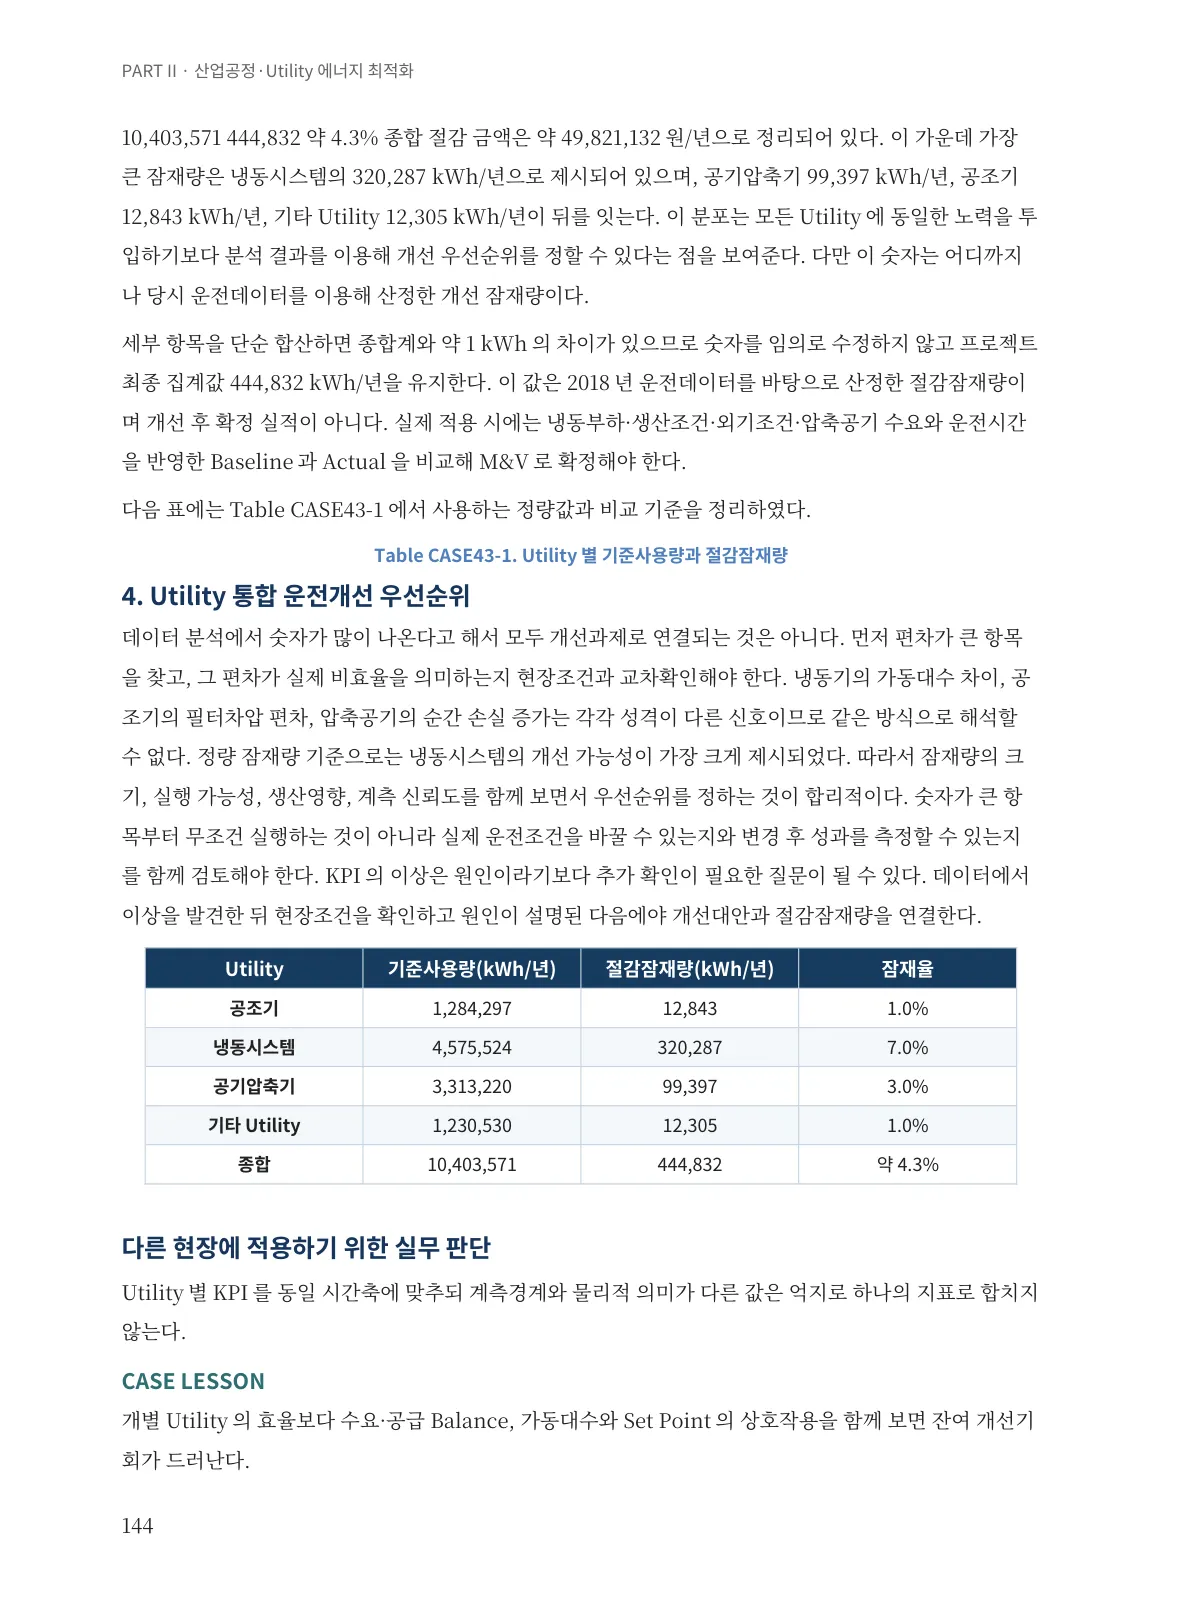 PART II · 산업공정·Utility 에너지 최적화
10,403,571 444,832 약 4.3% 종합 절감 금액은 약 49,821,132 원/년으로 정리되어 있다. 이 가운데 가장
큰 잠재량은 냉동시스템의 320,287 kWh/년으로 제시되어 있으며, 공기압축기 99,397 kWh/년, 공조기
12,843 kWh/년, 기타 Utility 12,305 kWh/년이 뒤를 잇는다. 이 분포는 모든 Utility 에 동일한 노력을 투
입하기보다 분석 결과를 이용해 개선 우선순위를 정할 수 있다는 점을 보여준다. 다만 이 숫자는 어디까지
나 당시 운전데이터를 이용해 산정한 개선 잠재량이다.
세부 항목을 단순 합산하면 종합계와 약 1 kWh 의 차이가 있으므로 숫자를 임의로 수정하지 않고 프로젝트
최종 집계값 444,832 kWh/년을 유지한다. 이 값은 2018 년 운전데이터를 바탕으로 산정한 절감잠재량이
며 개선 후 확정 실적이 아니다. 실제 적용 시에는 냉동부하·생산조건·외기조건·압축공기 수요와 운전시간
을 반영한 Baseline 과 Actual 을 비교해 M&V 로 확정해야 한다.
다음 표에는 Table CASE43-1 에서 사용하는 정량값과 비교 기준을 정리하였다.
Table CASE43-1. Utility 별 기준사용량과 절감잠재량
4. Utility 통합 운전개선 우선순위
데이터 분석에서 숫자가 많이 나온다고 해서 모두 개선과제로 연결되는 것은 아니다. 먼저 편차가 큰 항목
을 찾고, 그 편차가 실제 비효율을 의미하는지 현장조건과 교차확인해야 한다. 냉동기의 가동대수 차이, 공
조기의 필터차압 편차, 압축공기의 순간 손실 증가는 각각 성격이 다른 신호이므로 같은 방식으로 해석할
수 없다. 정량 잠재량 기준으로는 냉동시스템의 개선 가능성이 가장 크게 제시되었다. 따라서 잠재량의 크
기, 실행 가능성, 생산영향, 계측 신뢰도를 함께 보면서 우선순위를 정하는 것이 합리적이다. 숫자가 큰 항
목부터 무조건 실행하는 것이 아니라 실제 운전조건을 바꿀 수 있는지와 변경 후 성과를 측정할 수 있는지
를 함께 검토해야 한다. KPI 의 이상은 원인이라기보다 추가 확인이 필요한 질문이 될 수 있다. 데이터에서
이상을 발견한 뒤 현장조건을 확인하고 원인이 설명된 다음에야 개선대안과 절감잠재량을 연결한다.
Utility 기준사용량(kWh/년) 절감잠재량(kWh/년) 잠재율
공조기 1,284,297 12,843 1.0%
냉동시스템 4,575,524 320,287 7.0%
공기압축기 3,313,220 99,397 3.0%
기타 Utility 1,230,530 12,305 1.0%
종합 10,403,571 444,832 약 4.3%
다른 현장에 적용하기 위한 실무 판단
Utility 별 KPI 를 동일 시간축에 맞추되 계측경계와 물리적 의미가 다른 값은 억지로 하나의 지표로 합치지
않는다.
CASE LESSON
개별 Utility 의 효율보다 수요·공급 Balance, 가동대수와 Set Point 의 상호작용을 함께 보면 잔여 개선기
회가 드러난다.
144